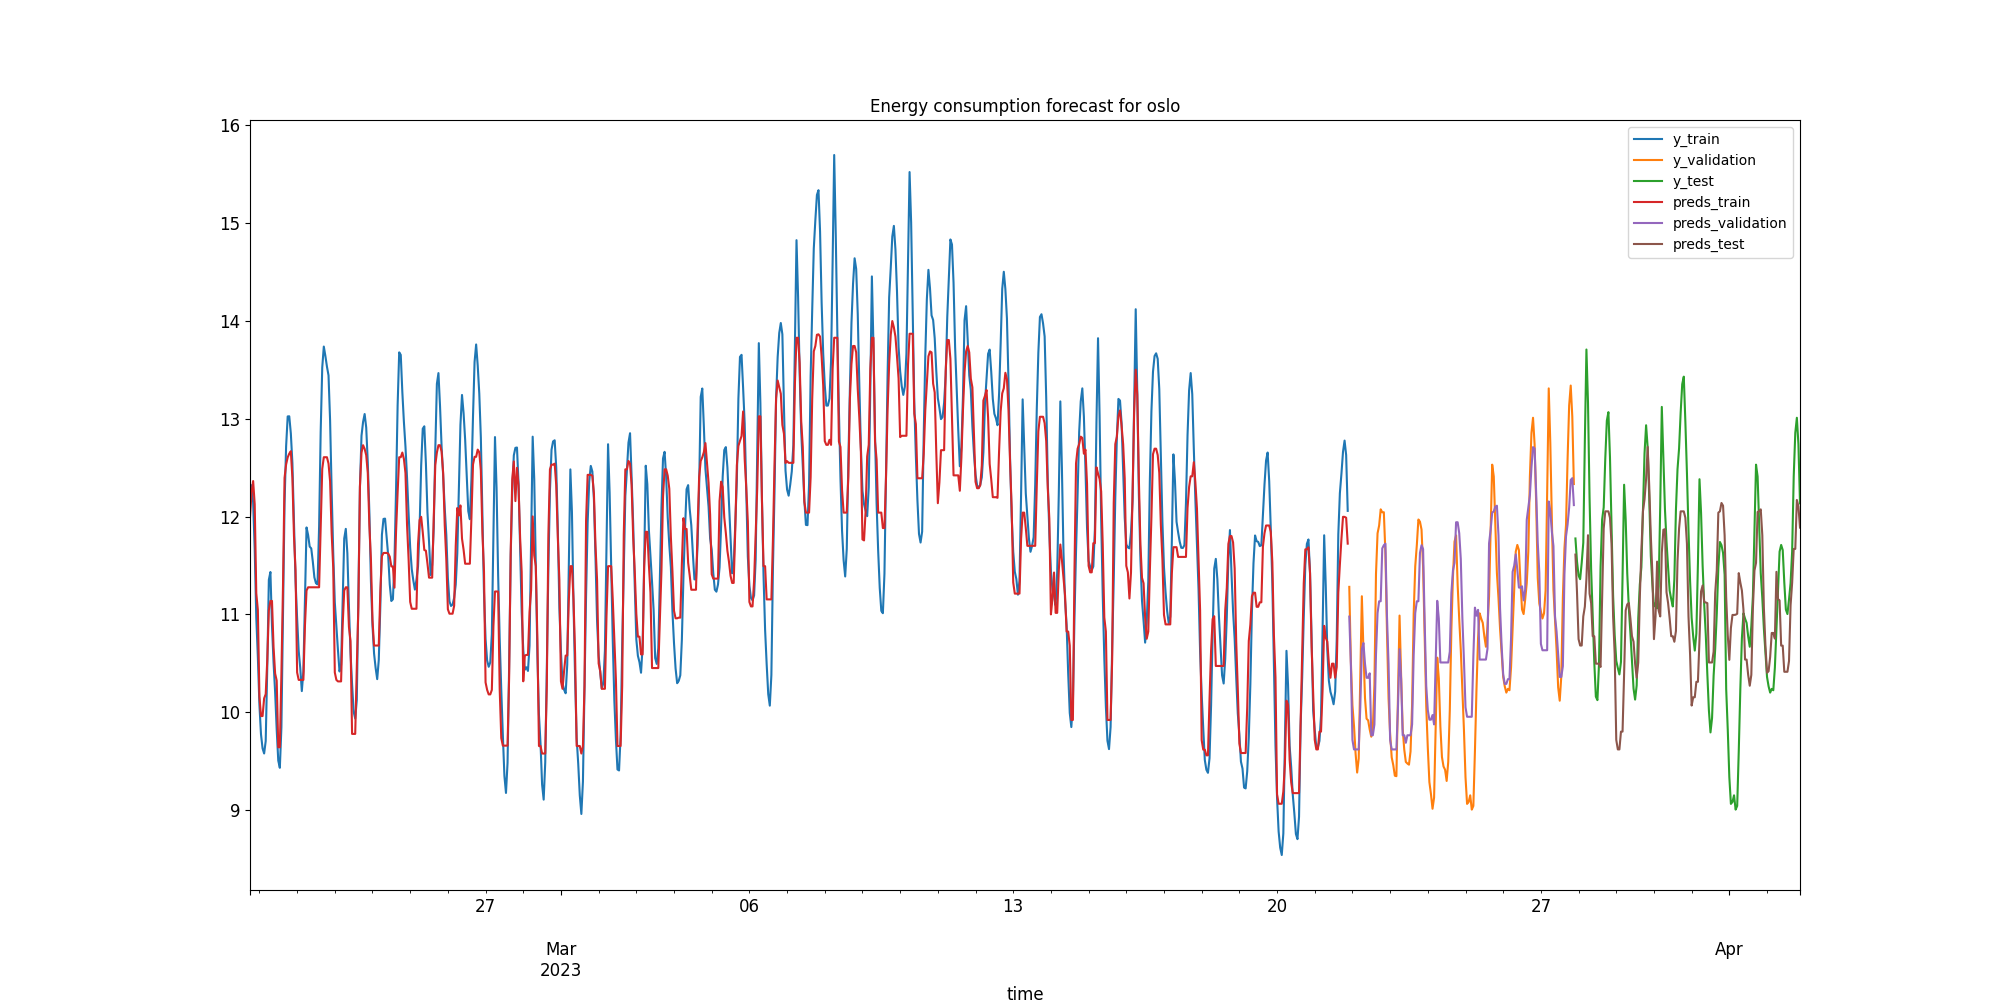 Energy consumption forecast for oslo
16
15
14
13
12
11
10
9
y_train
y_validation
y_test
preds_train
preds_validation
preds_test
27
06
13
20
27
Mar
2023
Apr
time